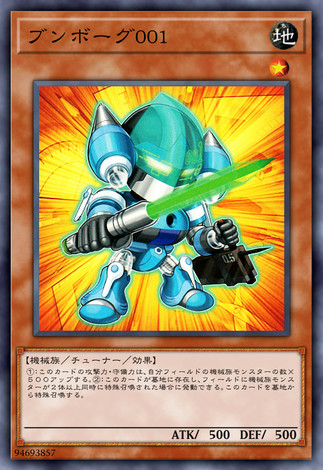 ブンボーグ001
地
0.5
【機械族／チューナー／効果】
①:このカードの攻撃力・守備力は、自分フィールドの機械族モンスターの数×
５００アップする。②:このカードが墓地に存在し、フィールドに機械族モンス
ターが２体以上同時に特殊召喚された場合に発動できる。このカードを墓地か
ら特殊召喚する。
ATK/ 500 DEF/ 500
94693857